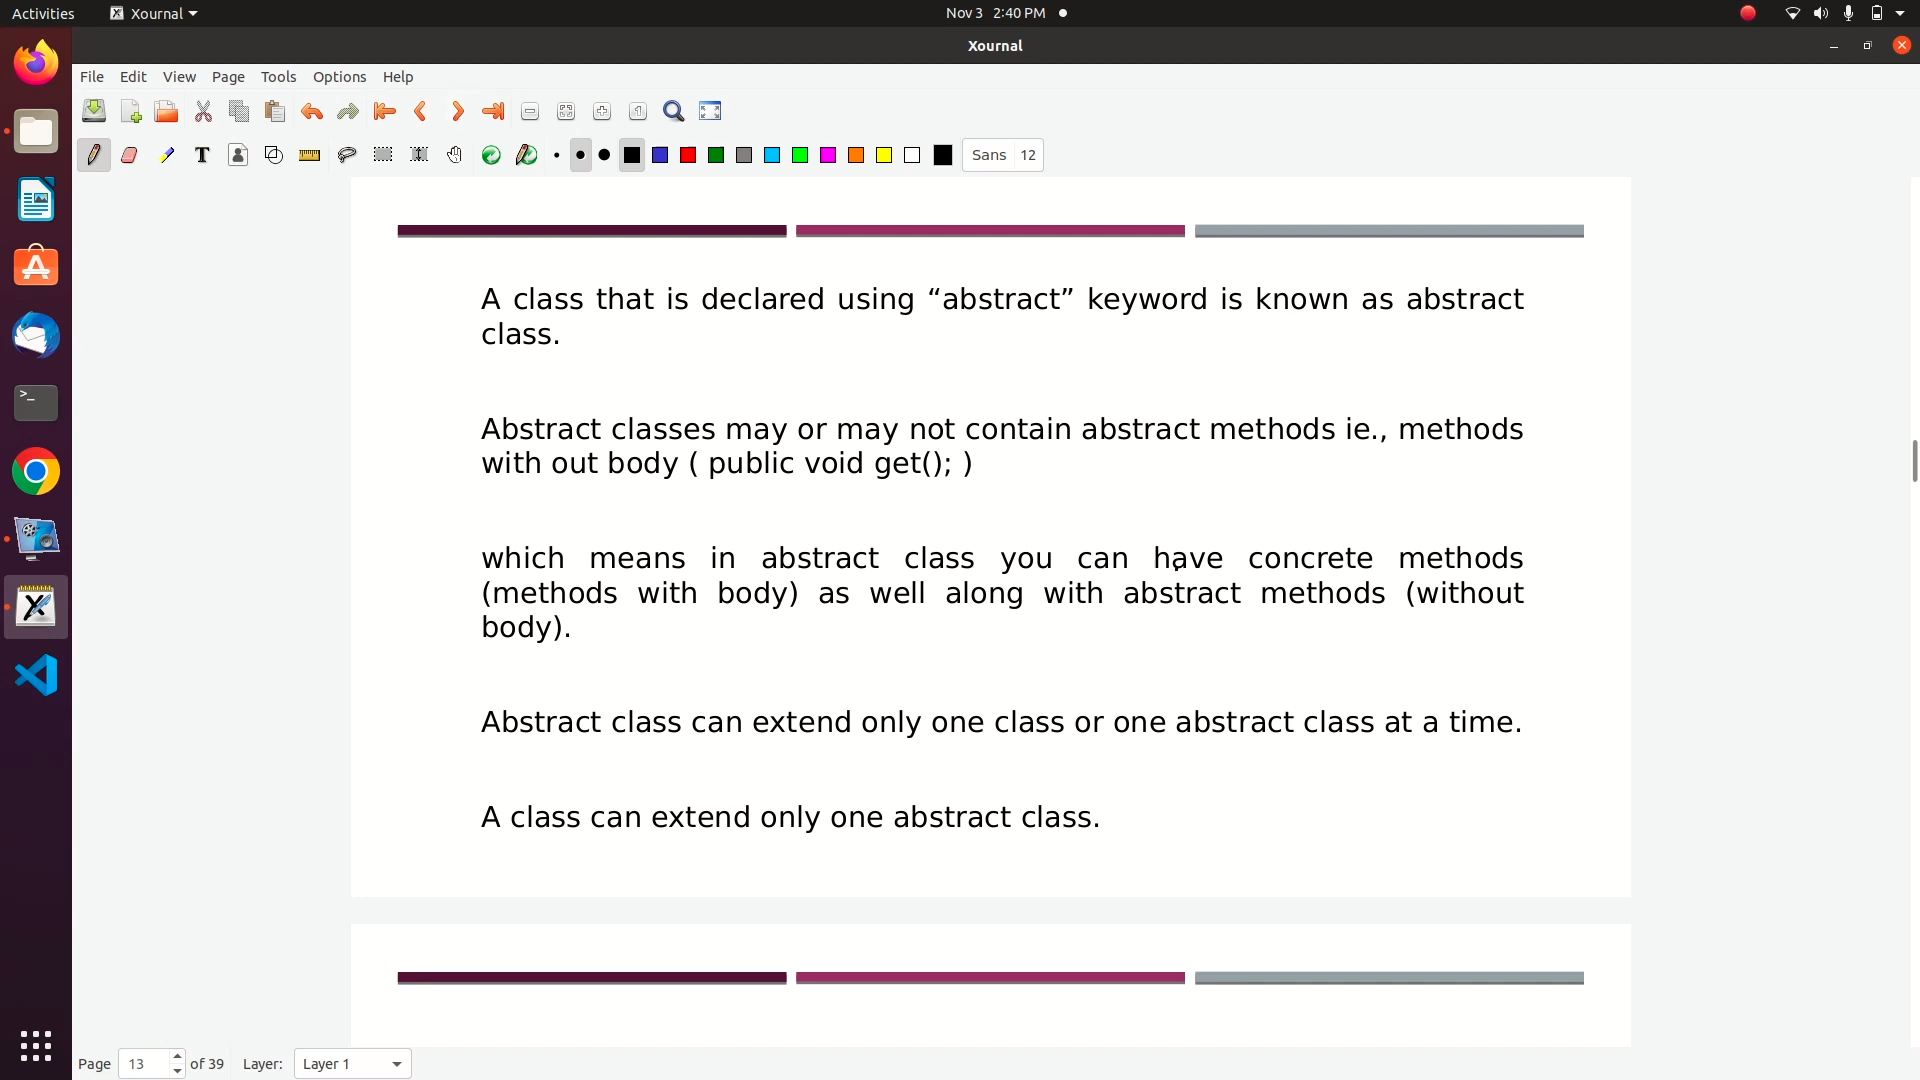 Activities Xournal Nov 3 2:40 PM
Xournal
File Edit View Page Tools Options Help
T Sans 12
A class that is declared using “abstract” keyword is known as abstract
class.
Abstract classes may or may not contain abstract methods ie., methods
with out body ( public void get(); )
which means in abstract class you can have concrete methods
(methods with body) as well along with abstract methods (without
body).
Abstract class can extend only one class or one abstract class at a time.
A class can extend only one abstract class.
Page 13 of 39 Layer: Layer 1